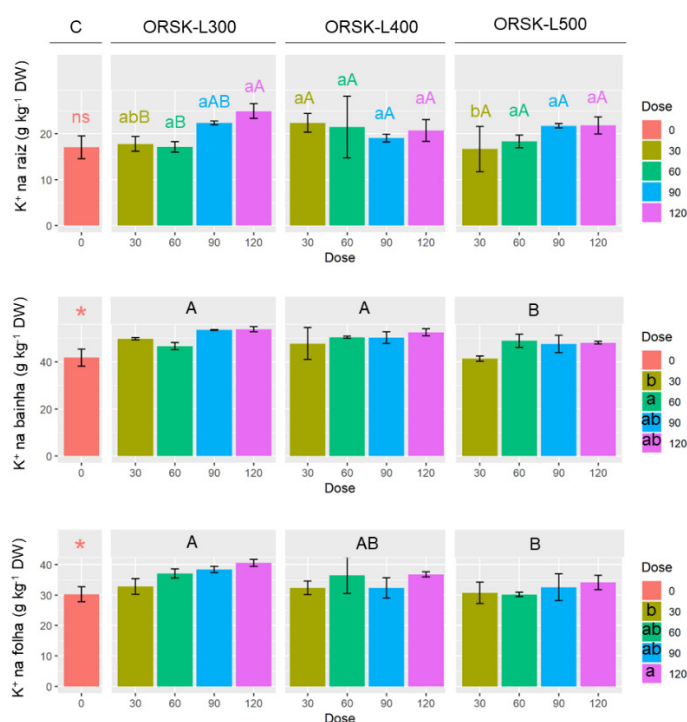 C ORSK-L300 ORSK-L400 ORSK-L500
K⁺ na raiz (g kg⁻¹ DW)
20
10
0
ns
abB aB aAB aA
aA aA aA aA
bA aA aA aA
0 30 60 90 120 30 60 90 120 30 60 90 120
Dose
Dose
0
30
60
90
120
K⁺ na bainha (g kg⁻¹ DW)
40
20
0
* A A B
0 30 60 90 120 30 60 90 120 30 60 90 120
Dose
Dose
0
b 30
a 60
ab 90
ab 120
K⁺ na folha (g kg⁻¹ DW)
40
30
20
10
0
* A AB B
0 30 60 90 120 30 60 90 120 30 60 90 120
Dose
Dose
0
b 30
ab 60
ab 90
a 120